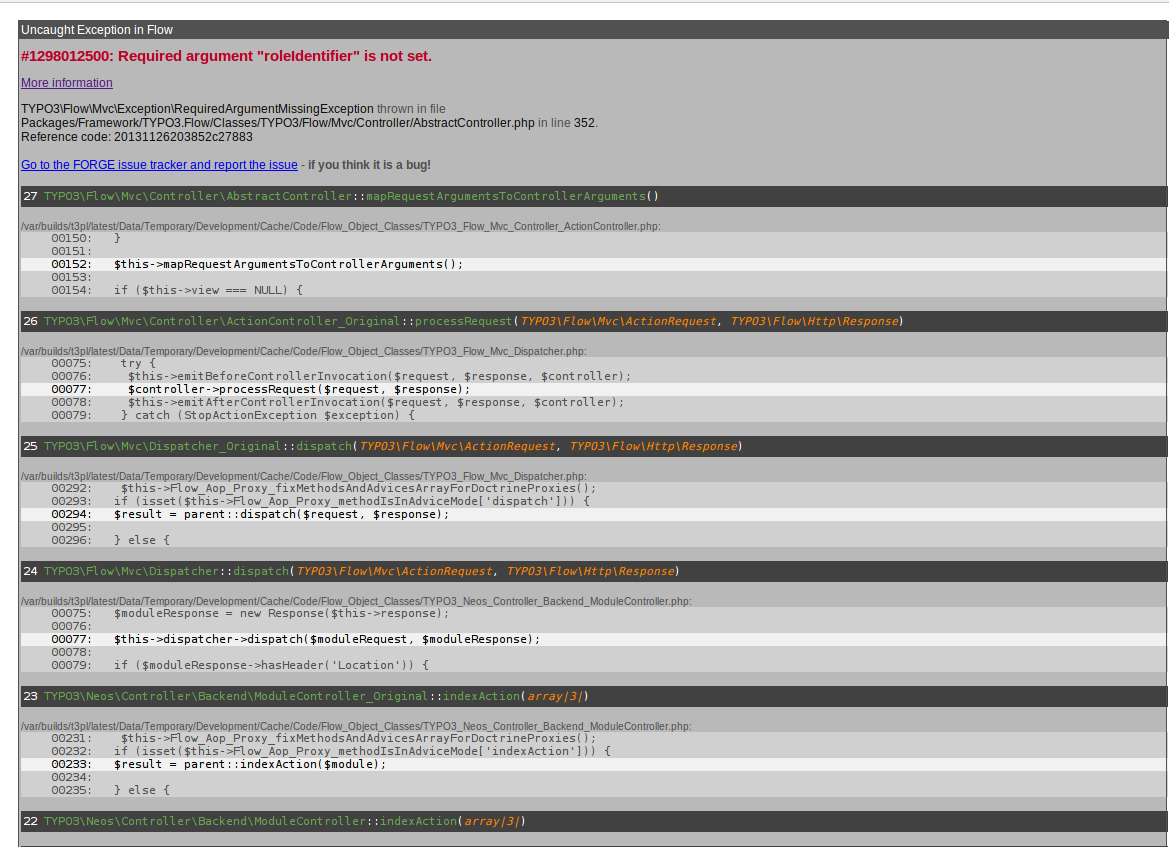 Uncaught Exception in Flow
#1298012500: Required argument "roleIdentifier" is not set.
More information
TYPO3\Flow\Mvc\Exception\RequiredArgumentMissingException thrown in file
Packages/Framework/TYPO3.Flow/Classes/TYPO3/Flow/Mvc/Controller/AbstractController.php in line 352.
Reference code: 20131126203852c27883
Go to the FORGE issue tracker and report the issue - if you think it is a bug!
27 TYPO3\Flow\Mvc\Controller\AbstractController::mapRequestArgumentsToControllerArguments()
/var/builds/t3pl/latest/Data/Temporary/Development/Cache/Code/Flow_Object_Classes/TYPO3_Flow_Mvc_Controller_ActionController.php:
00150: }
00151:
00152: $this->mapRequestArgumentsToControllerArguments();
00153:
00154: if ($this->view === NULL) {
26 TYPO3\Flow\Mvc\Controller\ActionController_Original::processRequest(TYPO3\Flow\Mvc\ActionRequest, TYPO3\Flow\Http\Response)
/var/builds/t3pl/latest/Data/Temporary/Development/Cache/Code/Flow_Object_Classes/TYPO3_Flow_Mvc_Dispatcher.php:
00075: try {
00076: $this->emitBeforeControllerInvocation($request, $response, $controller);
00077: $controller->processRequest($request, $response);
00078: $this->emitAfterControllerInvocation($request, $response, $controller);
00079: } catch (StopActionException $exception) {
25 TYPO3\Flow\Mvc\Dispatcher_Original::dispatch(TYPO3\Flow\Mvc\ActionRequest, TYPO3\Flow\Http\Response)
/var/builds/t3pl/latest/Data/Temporary/Development/Cache/Code/Flow_Object_Classes/TYPO3_Flow_Mvc_Dispatcher.php:
00292: $this->Flow_Aop_Proxy_fixMethodsAndAdvicesArrayForDoctrineProxies();
00293: if (isset($this->Flow_Aop_Proxy_methodIsInAdviceMode['dispatch'])) {
00294: $result = parent::dispatch($request, $response);
00295:
00296: } else {
24 TYPO3\Flow\Mvc\Dispatcher::dispatch(TYPO3\Flow\Mvc\ActionRequest, TYPO3\Flow\Http\Response)
/var/builds/t3pl/latest/Data/Temporary/Development/Cache/Code/Flow_Object_Classes/TYPO3_Neos_Controller_Backend_ModuleController.php:
00075: $moduleResponse = new Response($this->response);
00076:
00077: $this->dispatcher->dispatch($moduleRequest, $moduleResponse);
00078:
00079: if ($moduleResponse->hasHeader('Location')) {
23 TYPO3\Neos\Controller\Backend\ModuleController_Original::indexAction(array|3|)
/var/builds/t3pl/latest/Data/Temporary/Development/Cache/Code/Flow_Object_Classes/TYPO3_Neos_Controller_Backend_ModuleController.php:
00231: $this->Flow_Aop_Proxy_fixMethodsAndAdvicesArrayForDoctrineProxies();
00232: if (isset($this->Flow_Aop_Proxy_methodIsInAdviceMode['indexAction'])) {
00233: $result = parent::indexAction($module);
00234:
00235: } else {
22 TYPO3\Neos\Controller\Backend\ModuleController::indexAction(array|3|)